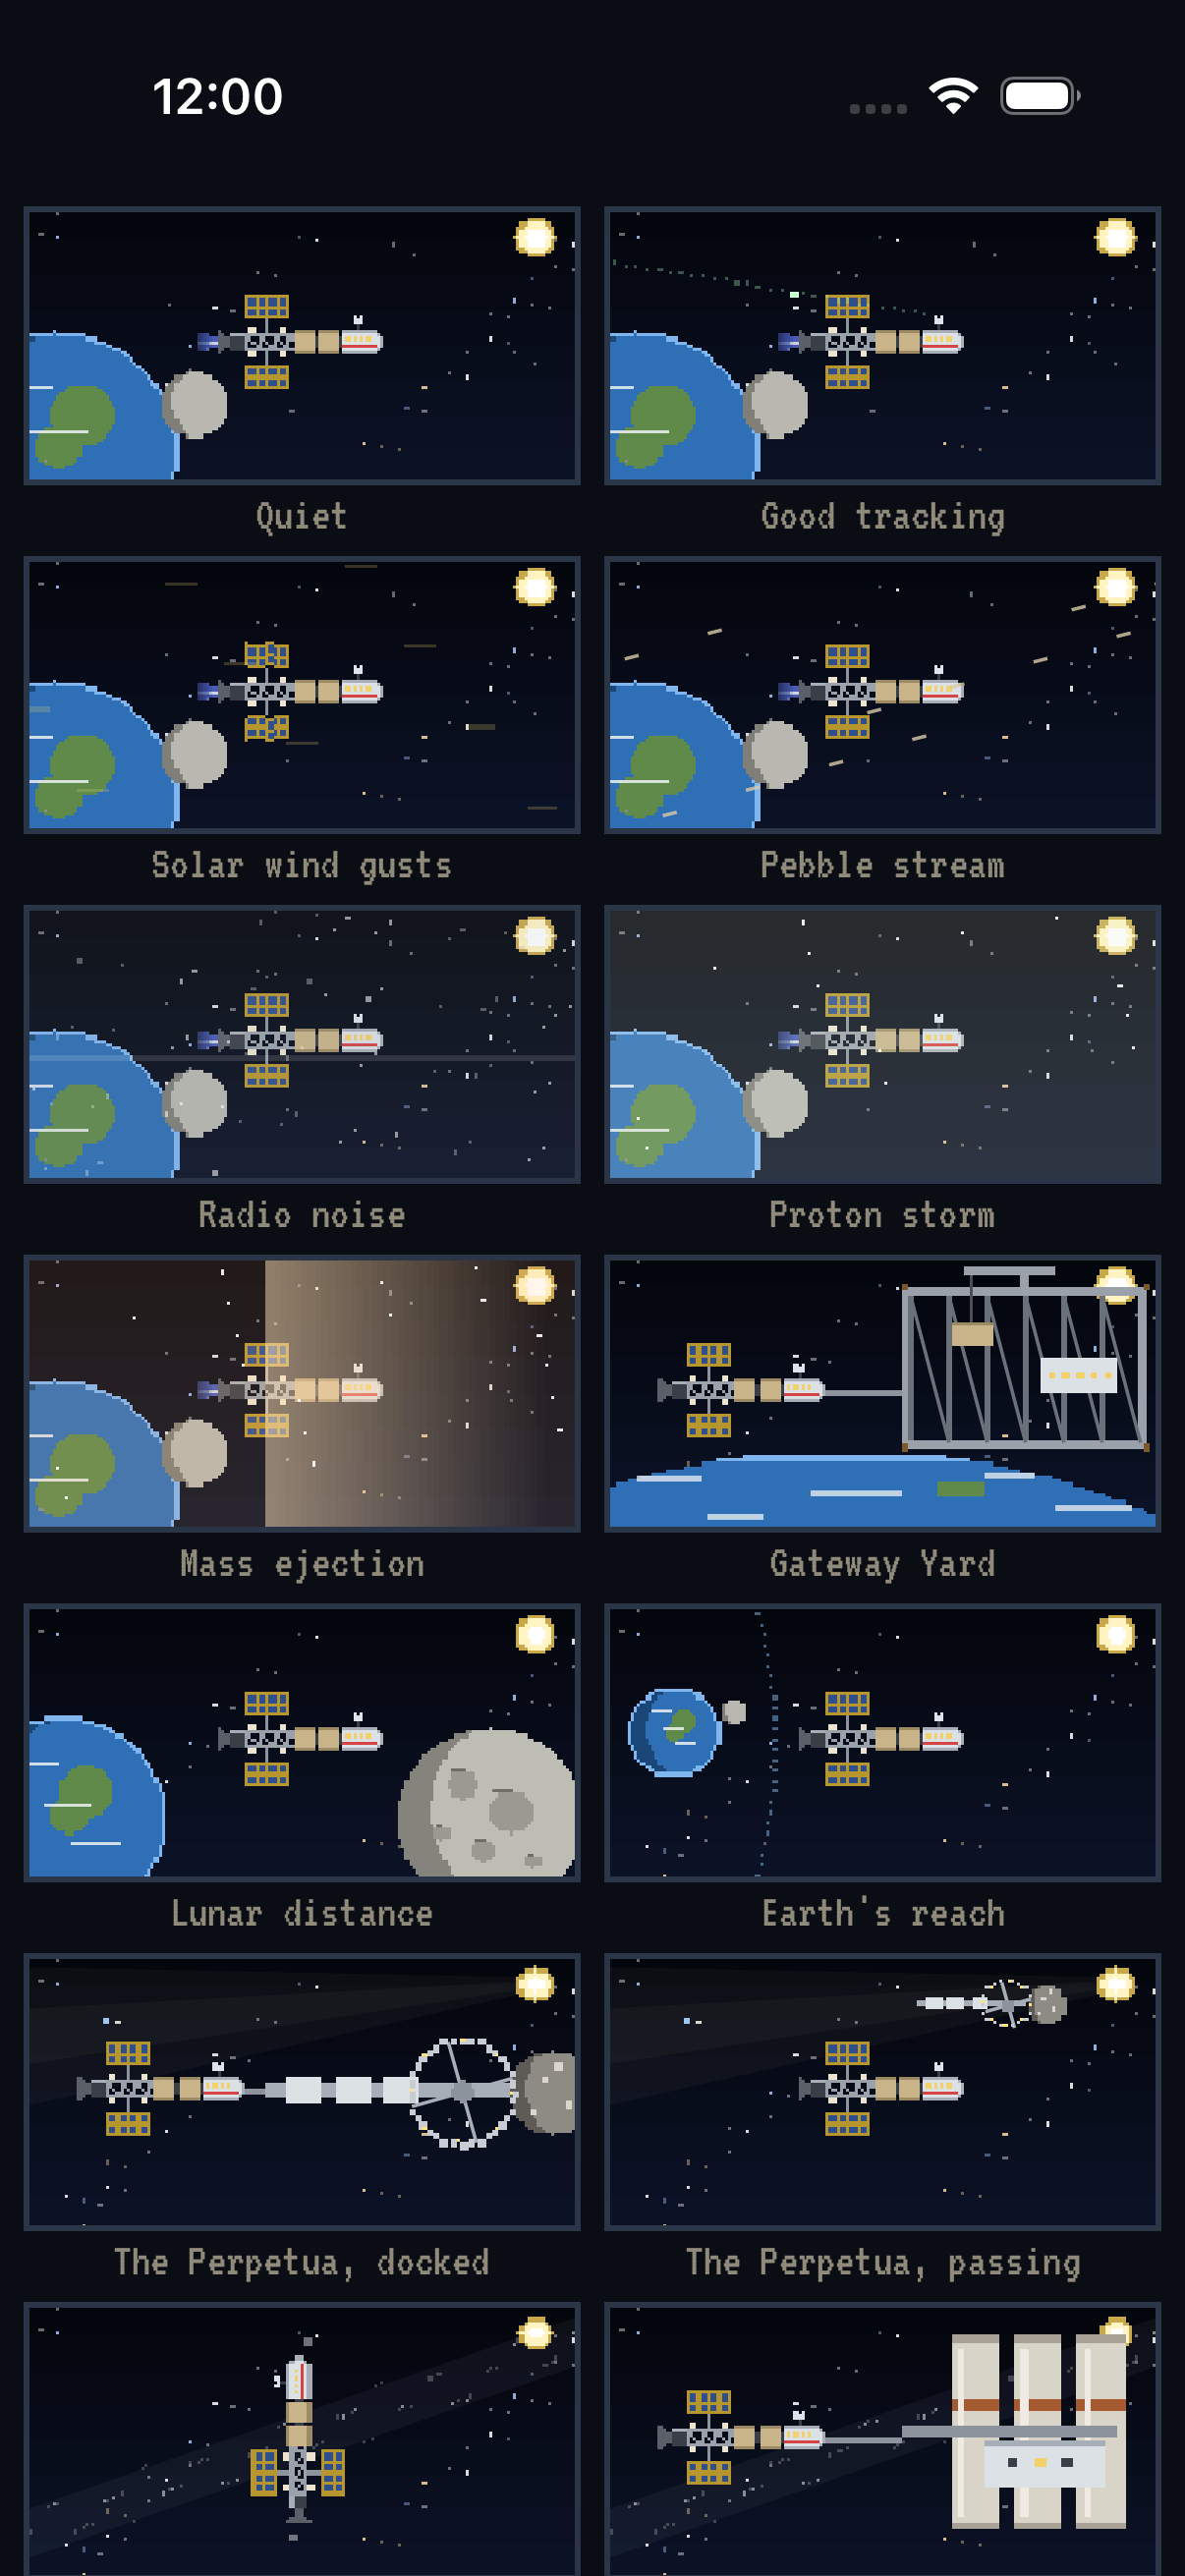 12:00
Quiet
Good tracking
Solar wind gusts
Pebble stream
Radio noise
Proton storm
Mass ejection
Gateway Yard
Lunar distance
Earth's reach
The Perpetua, docked
The Perpetua, passing